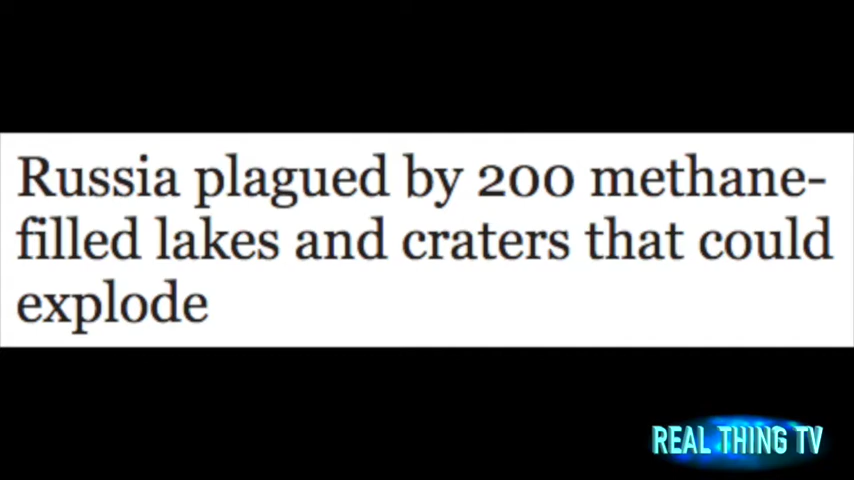 Russia plagued by 200 methane-
filled lakes and craters that could
explode
REAL THING TV